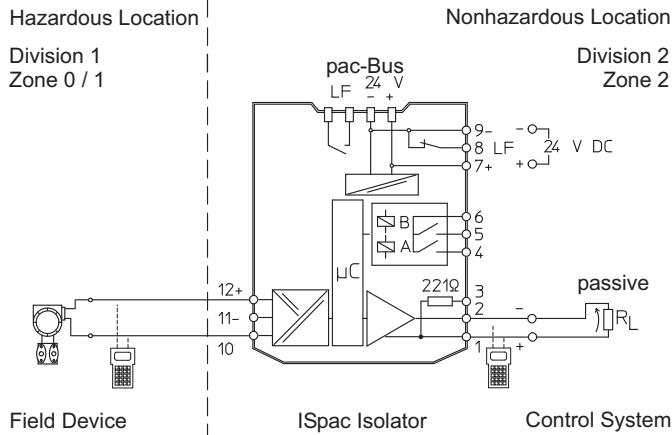 Hazardous Location
Nonhazardous Location
Division 1
Zone 0 / 1
Division 2
Zone 2
pac-Bus
LF 24 V
- +
9-
8 LF
7+
- 24 V DC
+
B
A
6
5
4
µC
221Ω
3
2
1
12+
11-
10
passive
-
+
RL
Field Device
ISpac Isolator
Control System